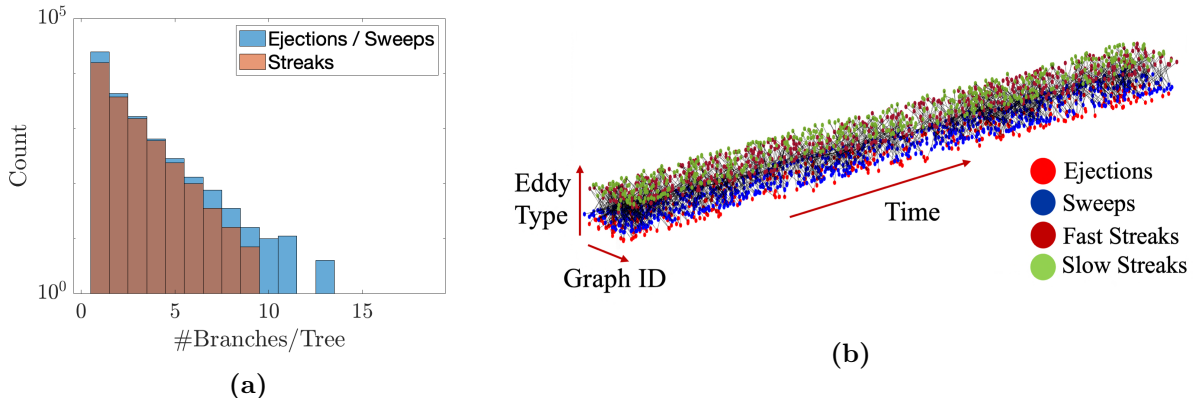 10^5
Ejections / Sweeps
Streaks
Count
10^0
0
5
10
15
#Branches/Tree
(a)
Eddy
Type
Graph ID
Time
Ejections
Sweeps
Fast Streaks
Slow Streaks
(b)